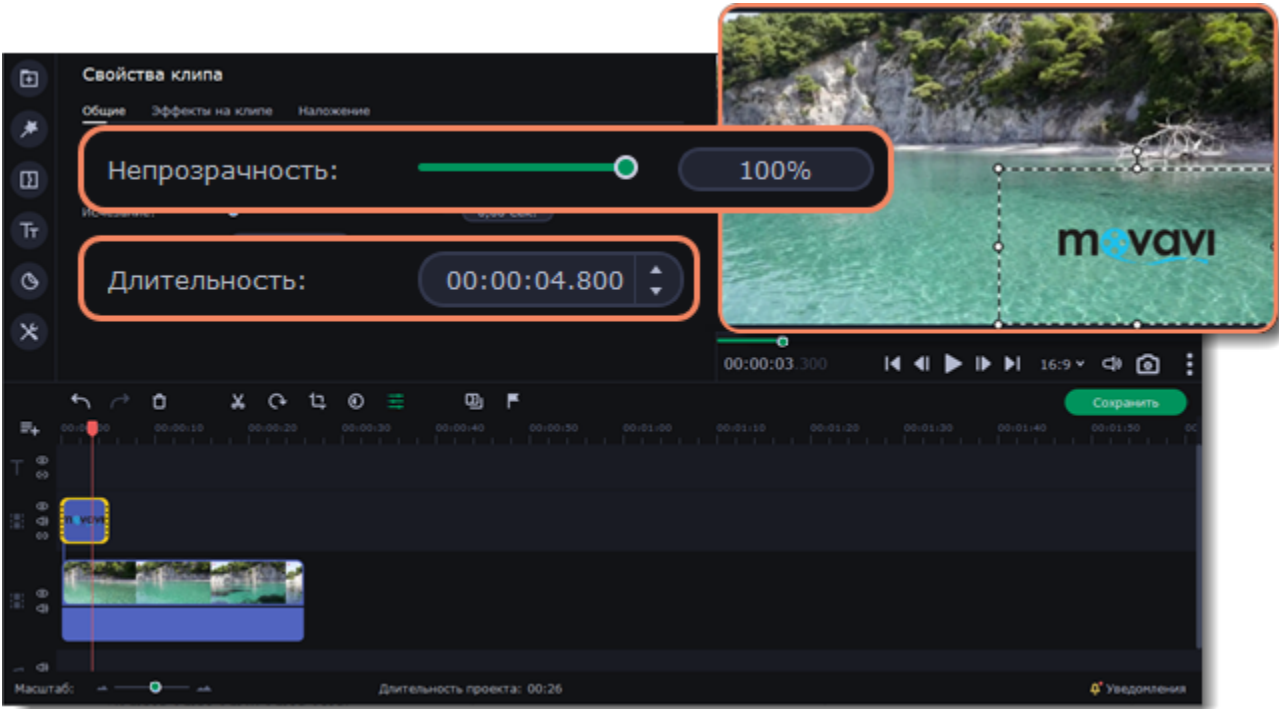 Свойства клипа
Общие Эффекты на клипе Наложение
Непрозрачность: 100%
Длительность: 00:00:04.800
movavi
00:00:03.300
16:9
Сохранить
00:00:10 00:00:20 00:00:30 00:00:40 00:00:50 00:01:00 00:01:10 00:01:20 00:01:30 00:01:40 00:01:50
movavi
Масштаб: Длительность проекта: 00:26 Уведомления